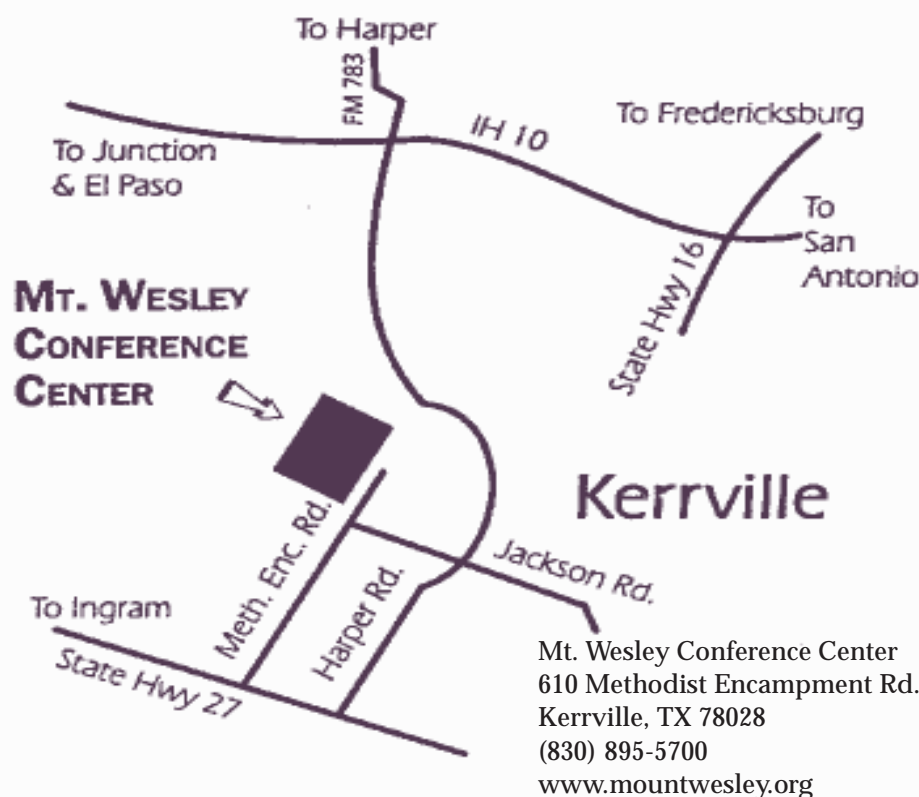 To Harper
FM 783
IH 10
To Fredericksburg
To Junction
& El Paso
To
San
Antonio
State Hwy 16
MT. WESLEY
CONFERENCE
CENTER
Kerrville
Meth. Enc. Rd.
Jackson Rd.
Harper Rd.
To Ingram
State Hwy 27
Mt. Wesley Conference Center
610 Methodist Encampment Rd.
Kerrville, TX 78028
(830) 895-5700
www.mountwesley.org